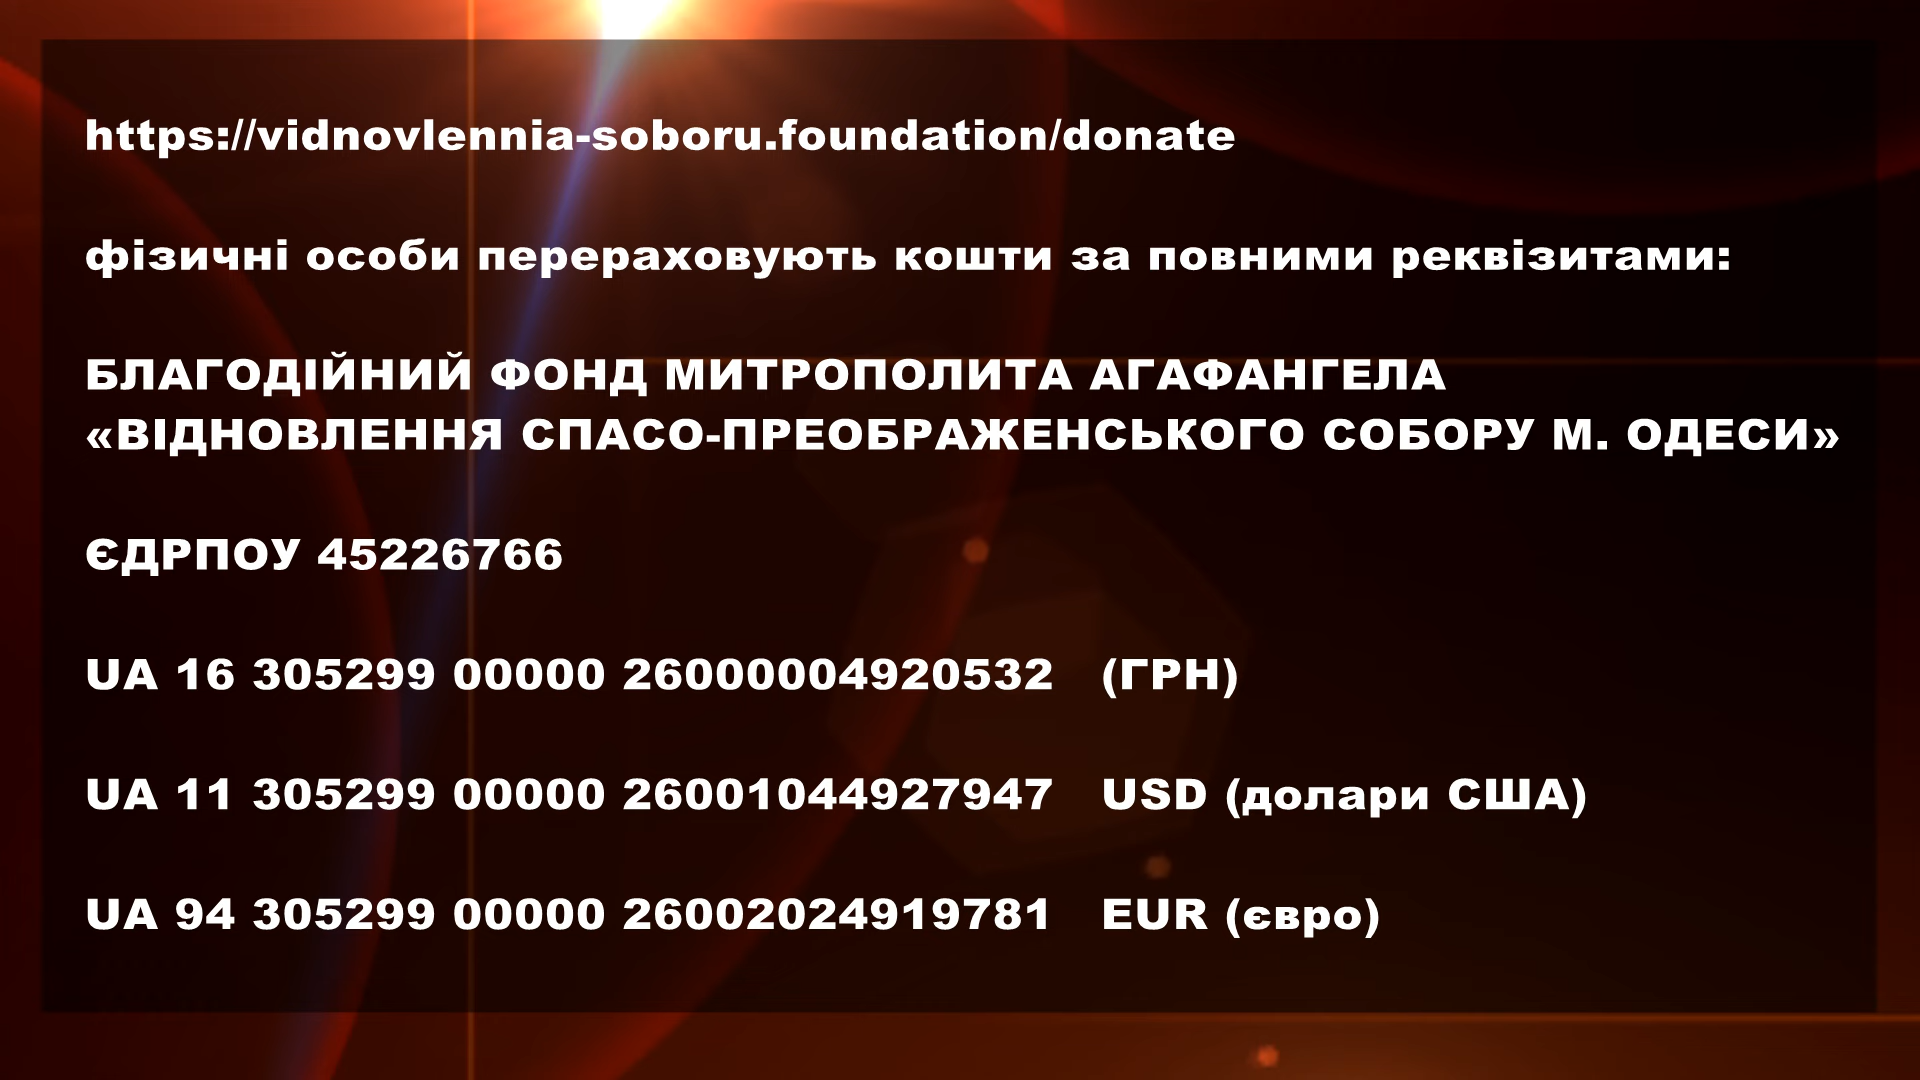 https://vidnovlennia-soboru.foundation/donate
фізичні особи перераховують кошти за повними реквізитами:
БЛАГОДІЙНИЙ ФОНД МИТРОПОЛИТА АГАФАНГЕЛА
«ВІДНОВЛЕННЯ СПАСО-ПРЕОБРАЖЕНСЬКОГО СОБОРУ М. ОДЕСИ»
ЄДРПОУ 45226766
UA 16 305299 00000 26000004920532 (ГРН)
UA 11 305299 00000 26001044927947 USD (долари США)
UA 94 305299 00000 26002024919781 EUR (євро)